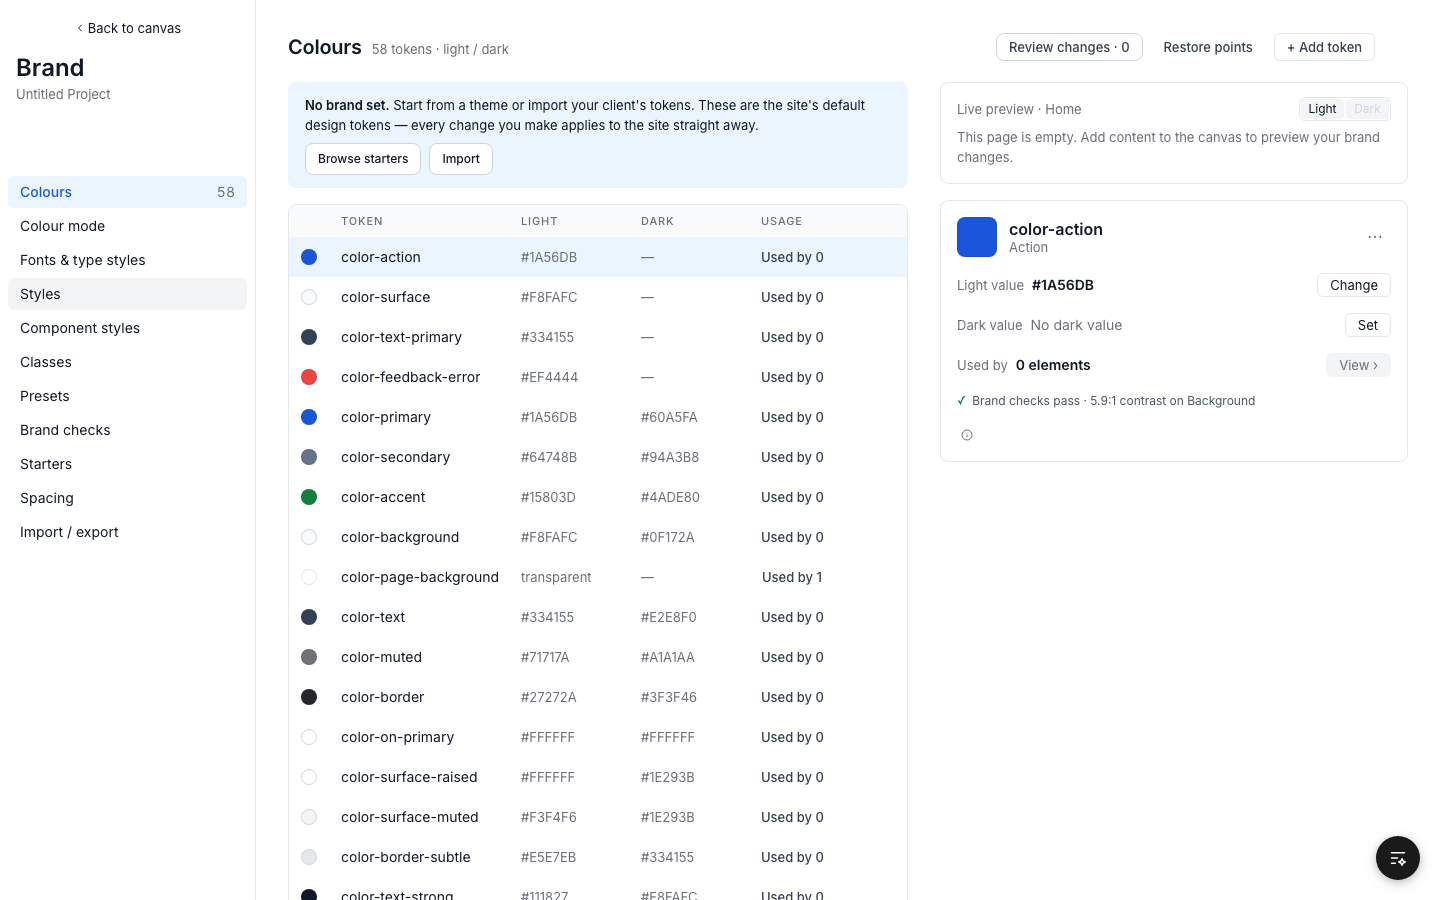 ‹ Back to canvas
Brand
Untitled Project
Colours 58
Colour mode
Fonts & type styles
Styles
Component styles
Classes
Presets
Brand checks
Starters
Spacing
Import / export
Colours 58 tokens · light / dark
Review changes · 0 Restore points + Add token
No brand set. Start from a theme or import your client's tokens. These are the site's default
design tokens — every change you make applies to the site straight away.
Browse starters Import
TOKEN LIGHT DARK USAGE
color-action #1A56DB — Used by 0
color-surface #F8FAFC — Used by 0
color-text-primary #334155 — Used by 0
color-feedback-error #EF4444 — Used by 0
color-primary #1A56DB #60A5FA Used by 0
color-secondary #64748B #94A3B8 Used by 0
color-accent #15803D #4ADE80 Used by 0
color-background #F8FAFC #0F172A Used by 0
color-page-background transparent — Used by 1
color-text #334155 #E2E8F0 Used by 0
color-muted #71717A #A1A1AA Used by 0
color-border #27272A #3F3F46 Used by 0
color-on-primary #FFFFFF #FFFFFF Used by 0
color-surface-raised #FFFFFF #1E293B Used by 0
color-surface-muted #F3F4F6 #1E293B Used by 0
color-border-subtle #E5E7EB #334155 Used by 0
color-text-strong #111827 #F8FAFC Used by 0
Live preview · Home Light Dark
This page is empty. Add content to the canvas to preview your brand
changes.
color-action ···
Action
Light value #1A56DB Change
Dark value No dark value Set
Used by 0 elements View ›
✓ Brand checks pass · 5.9:1 contrast on Background